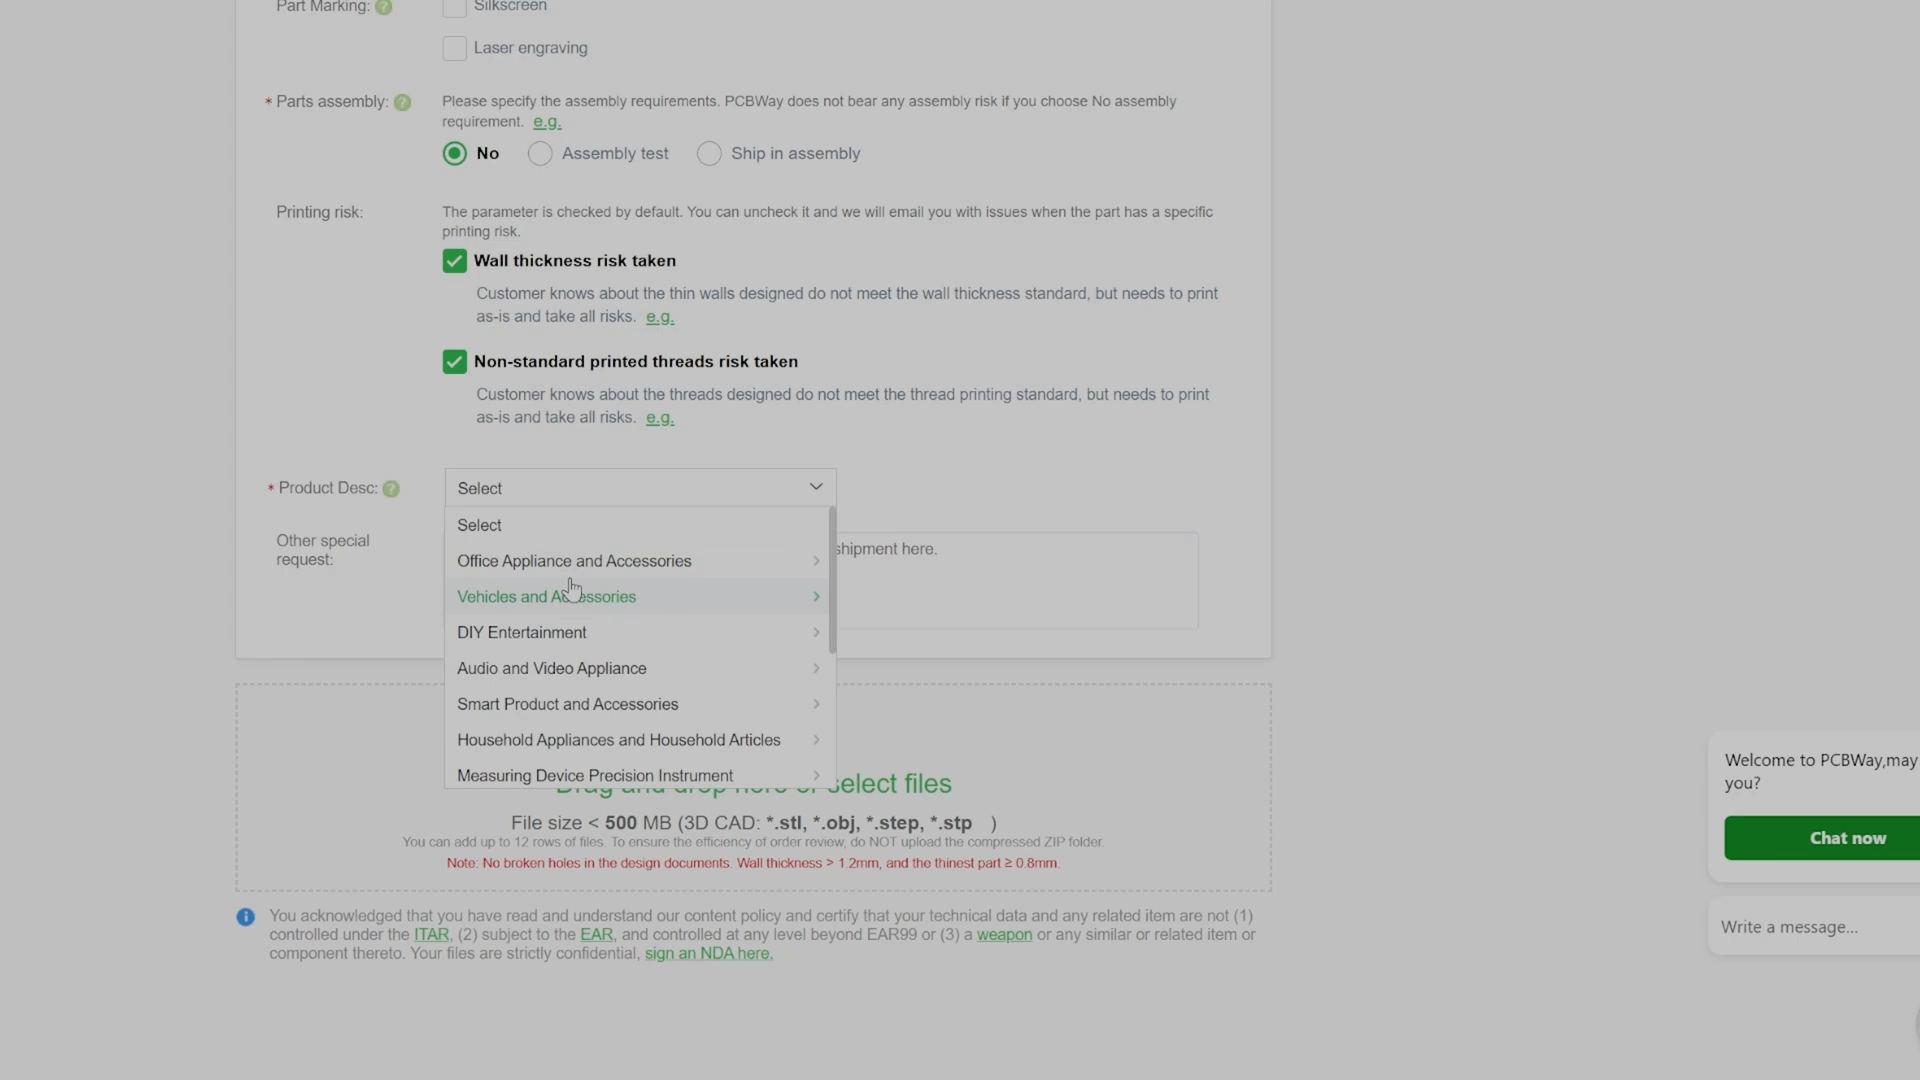 Part Marking: ?
Silkscreen
Laser engraving
* Parts assembly: ?
Please specify the assembly requirements. PCBWay does not bear any assembly risk if you choose No assembly
requirement. e.g.
No
Assembly test
Ship in assembly
Printing risk:
The parameter is checked by default. You can uncheck it and we will email you with issues when the part has a specific
printing risk.
Wall thickness risk taken
Customer knows about the thin walls designed do not meet the wall thickness standard, but needs to print
as-is and take all risks. e.g.
Non-standard printed threads risk taken
Customer knows about the threads designed do not meet the thread printing standard, but needs to print
as-is and take all risks. e.g.
* Product Desc: ?
Select
Select
Office Appliance and Accessories
Vehicles and Accessories
DIY Entertainment
Audio and Video Appliance
Smart Product and Accessories
Household Appliances and Household Articles
Measuring Device Precision Instrument
Other special
request:
shipment here.
Drag and drop here or select files
File size < 500 MB (3D CAD: *.stl, *.obj, *.step, *.stp )
You can add up to 12 rows of files. To ensure the efficiency of order review, do NOT upload the compressed ZIP folder.
Note: No broken holes in the design documents. Wall thickness > 1.2mm, and the thinest part ≥ 0.8mm.
You acknowledged that you have read and understand our content policy and certify that your technical data and any related item are not (1)
controlled under the ITAR, (2) subject to the EAR, and controlled at any level beyond EAR99 or (3) a weapon or any similar or related item or
component thereto. Your files are strictly confidential, sign an NDA here.
Welcome to PCBWay,may
you?
Chat now
Write a message...